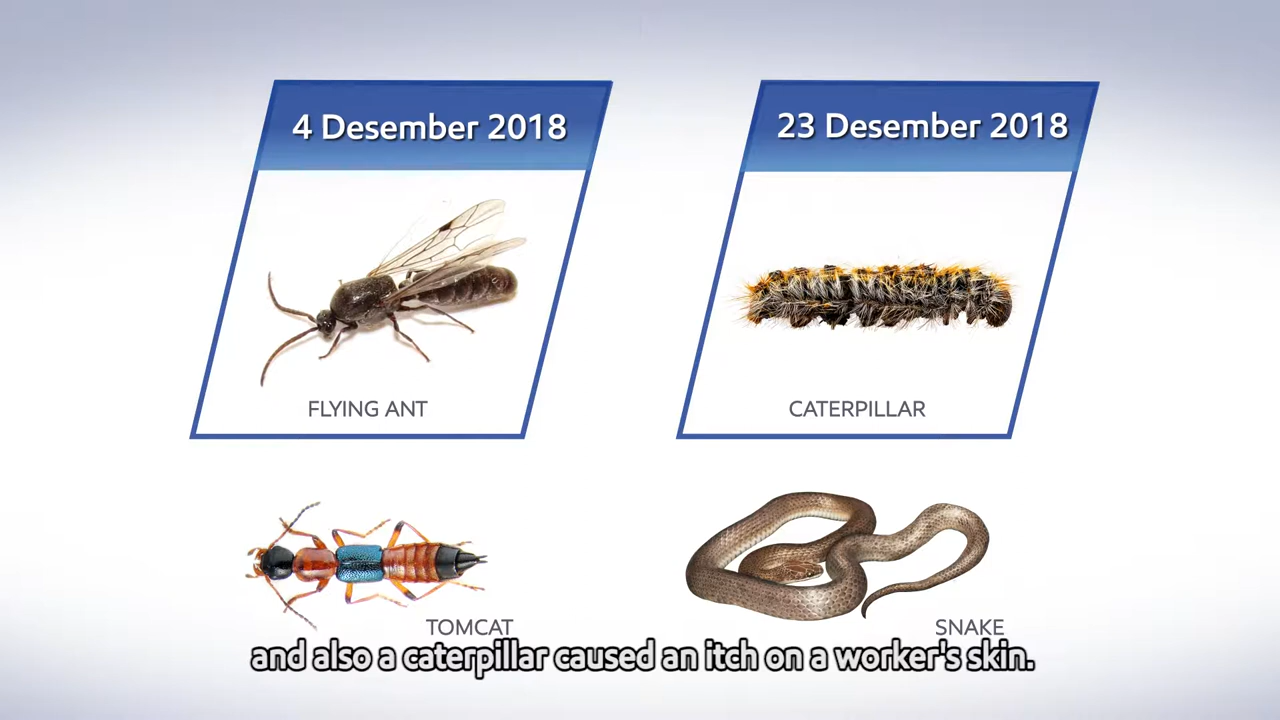 4 Desember 2018
23 Desember 2018
FLYING ANT
CATERPILLAR
TOMCAT
SNAKE
and also a caterpillar caused an itch on a worker's skin.